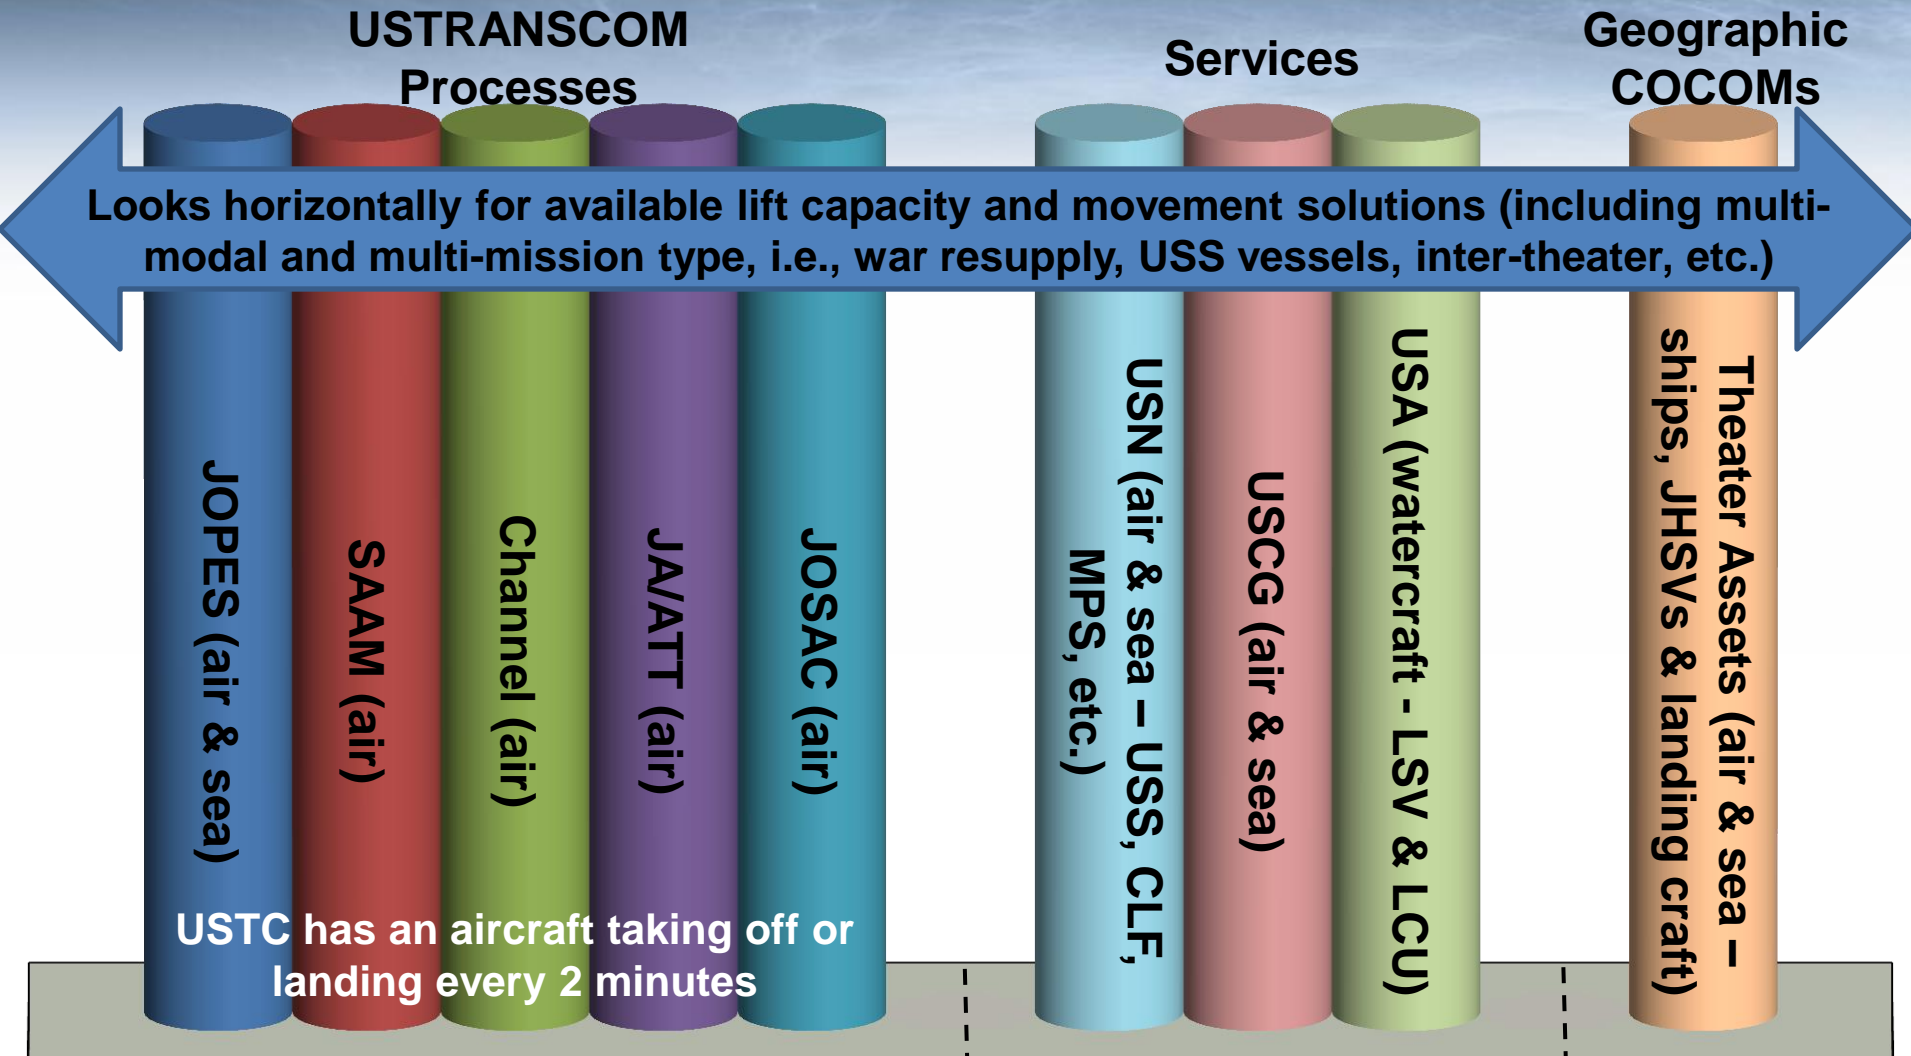 USTRANSCOM
Processes
Services
Geographic
COCOMs
Looks horizontally for available lift capacity and movement solutions (including multi-
modal and multi-mission type, i.e., war resupply, USS vessels, inter-theater, etc.)
JOPES (air & sea)
SAAM (air)
Channel (air)
JA/ATT (air)
JOSAC (air)
USN (air & sea – USS, CLF,
MPS, etc.)
USCG (air & sea)
USA (watercraft - LSV & LCU)
Theater Assets (air & sea –
ships, JHSVs & landing craft)
USTC has an aircraft taking off or
landing every 2 minutes